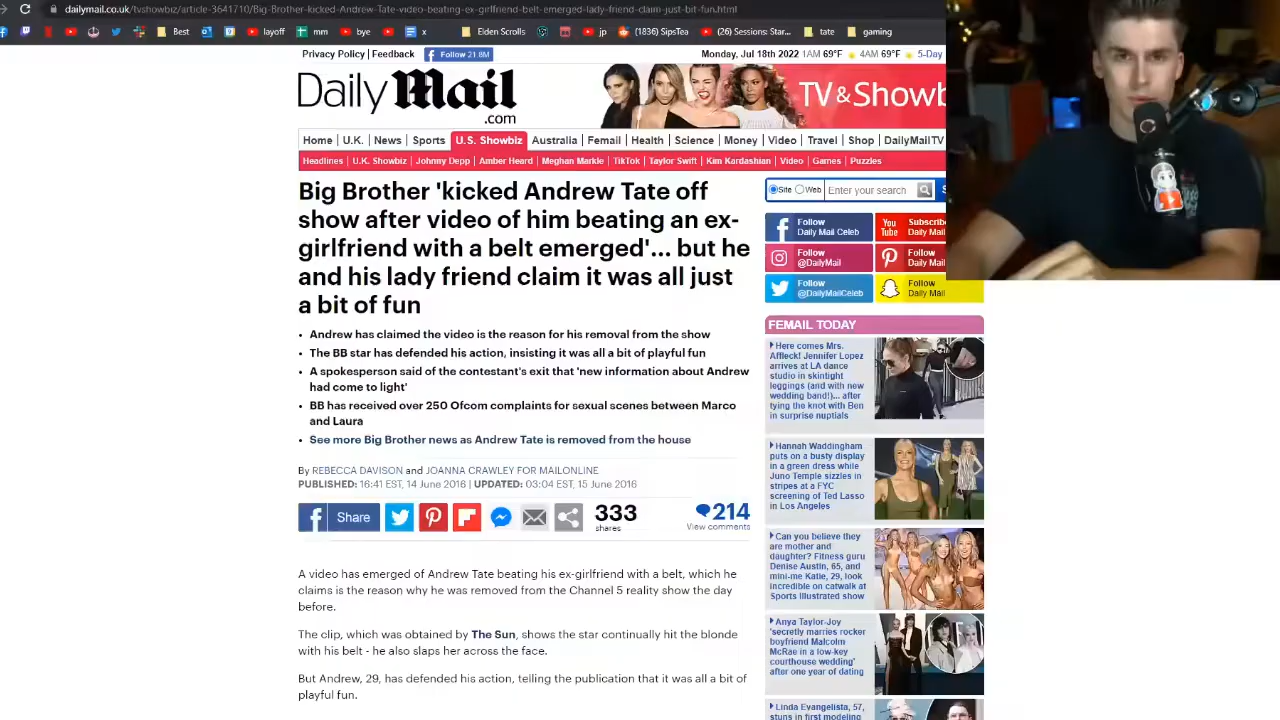 dailymail.co.uk/tvshowbiz/article-3641710/Big-Brother-kicked-Andrew-Tate-video-beating-ex-girlfriend-belt-emerged-lady-friend-claim-just-bit-fun.html
Best layoff mm bye x Elden Scrolls jp (1836) SipsTea (26) Sessions: Star... tate gaming
Privacy Policy | Feedback Follow 21.8M Monday, Jul 18th 2022 1AM 69°F 4AM 69°F 5-Day
Daily Mail
.com
TV & Showb
Home U.K. News Sports U.S. Showbiz Australia Femail Health Science Money Video Travel Shop DailyMailTV
Headlines | U.K. Showbiz | Johnny Depp | Amber Heard | Meghan Markle | TikTok | Taylor Swift | Kim Kardashian | Video | Games | Puzzles
Big Brother 'kicked Andrew Tate off
show after video of him beating an ex-
girlfriend with a belt emerged'... but he
and his lady friend claim it was all just
a bit of fun
• Andrew has claimed the video is the reason for his removal from the show
• The BB star has defended his action, insisting it was all a bit of playful fun
• A spokesperson said of the contestant's exit that 'new information about Andrew
had come to light'
• BB has received over 250 Ofcom complaints for sexual scenes between Marco
and Laura
• See more Big Brother news as Andrew Tate is removed from the house
By REBECCA DAVISON and JOANNA CRAWLEY FOR MAILONLINE
PUBLISHED: 16:41 EST, 14 June 2016 | UPDATED: 03:04 EST, 15 June 2016
Share
333
shares
214
View comments
A video has emerged of Andrew Tate beating his ex-girlfriend with a belt, which he
claims is the reason why he was removed from the Channel 5 reality show the day
before.
The clip, which was obtained by The Sun, shows the star continually hit the blonde
with his belt - he also slaps her across the face.
But Andrew, 29, has defended his action, telling the publication that it was all a bit of
playful fun.
Site Web Enter your search S
Follow
Daily Mail Celeb
You
Tube
Subscrib
Daily Mail
Follow
@DailyMail
Follow
Daily Mail
Follow
@DailyMailCeleb
Follow
Daily Mail
FEMAIL TODAY
Here comes Mrs.
Affleck! Jennifer Lopez
arrives at LA dance
studio in skintight
leggings (and with new
wedding band!)... after
tying the knot with Ben
in surprise nuptials
Hannah Waddingham
puts on a busty display
in a green dress while
Juno Temple sizzles in
stripes at a FYC
screening of Ted Lasso
in Los Angeles
Can you believe they
are mother and
daughter? Fitness guru
Denise Austin, 65, and
mini-me Katie, 29, look
incredible on catwalk at
Sports Illustrated show
Anya Taylor-Joy
'secretly marries rocker
boyfriend Malcolm
McRae in a low-key
courthouse wedding'
after one year of dating
Linda Evangelista, 57,
stuns in first modeling